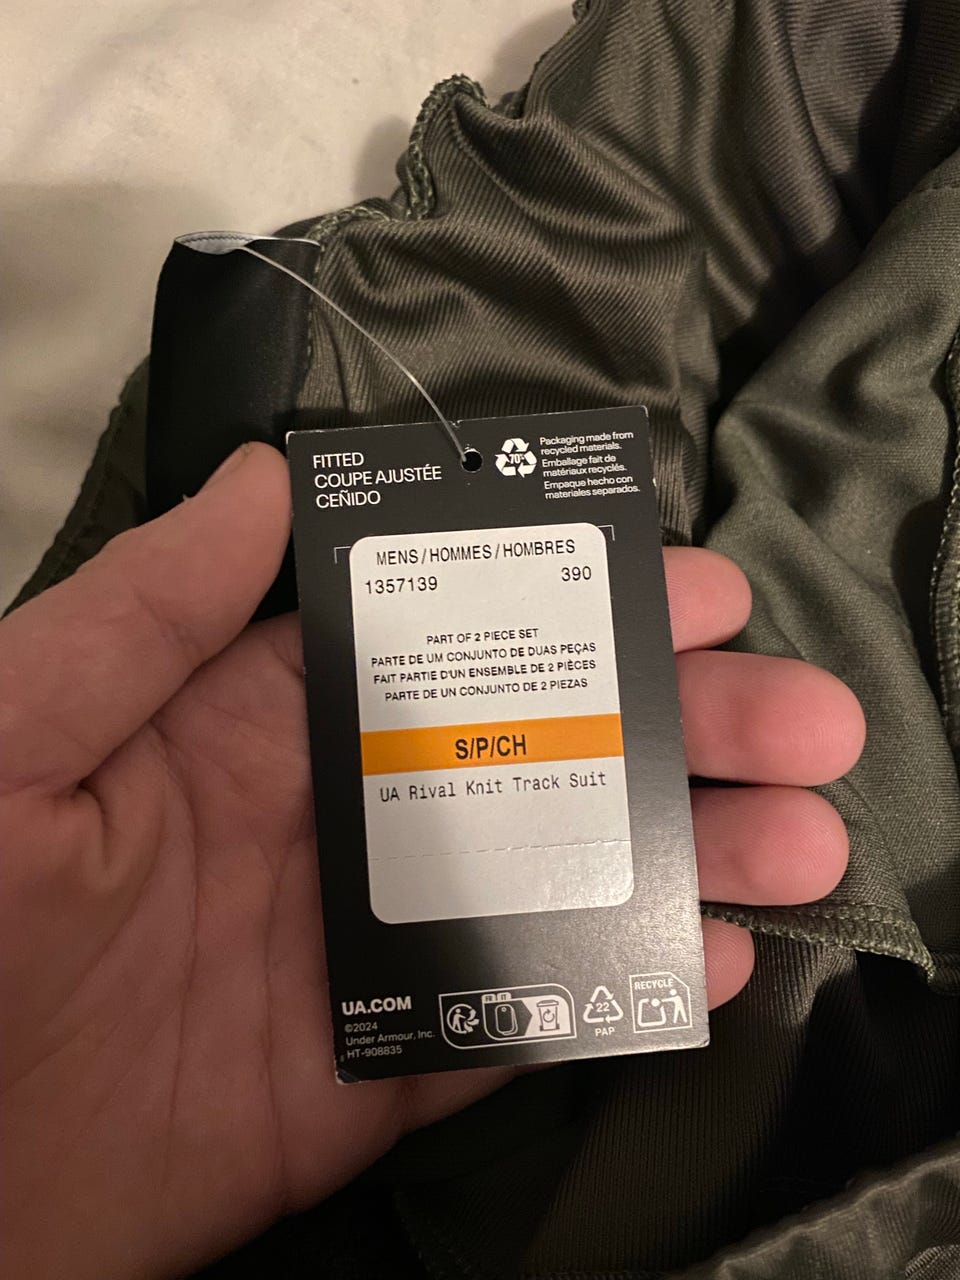 FITTED
COUPE AJUSTÉE
CEÑIDO
70%
Packaging made from
recycled materials.
Emballage fait de
matériaux recyclés.
Empaque hecho con
materiales separados.
MENS/HOMMES/HOMBRES
1357139 390
PART OF 2 PIECE SET
PARTE DE UM CONJUNTO DE DUAS PEÇAS
FAIT PARTIE D'UN ENSEMBLE DE 2 PIÈCES
PARTE DE UN CONJUNTO DE 2 PIEZAS
S/P/CH
UA Rival Knit Track Suit
UA.COM
©2024
Under Armour, Inc.
HT-908835
FR IT
22
PAP
RECYCLE